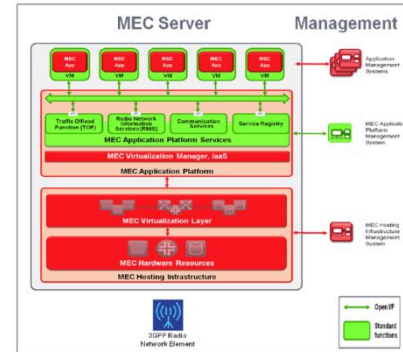 MEC Server
Management
MEC App
MEC App
MEC App
MEC App
MEC App
VM
VM
VM
VM
VM
Application
Management
Systems
Traffic Offload
Function (TOF)
Radio Network
Information
Services (RNIS)
Communication
Services
Service Registry
MEC Application Platform Services
MEC Application
Platform
Management
System
MEC Virtualization Manager, IaaS
MEC Application Platform
MEC Virtualization Layer
MEC Hosting
Infrastructure
Management
System
MEC Hardware Resources
MEC Hosting Infrastructure
3GPP Radio
Network Element
Open I/F
Standard
functions